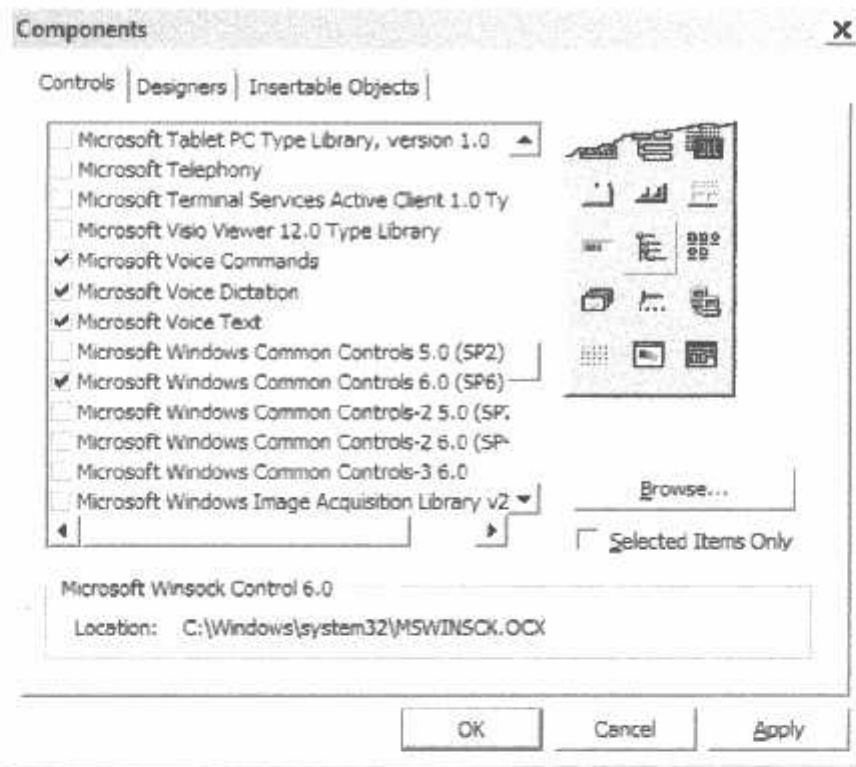 Components
Controls Designers Insertable Objects
Microsoft Tablet PC Type Library, version 1.0
Microsoft Telephony
Microsoft Terminal Services Active Client 1.0 Ty
Microsoft Visio Viewer 12.0 Type Library
Microsoft Voice Commands
Microsoft Voice Dictation
Microsoft Voice Text
Microsoft Windows Common Controls 5.0 (SP2)
Microsoft Windows Common Controls 6.0 (SP6)
Microsoft Windows Common Controls-2 5.0 (SP
Microsoft Windows Common Controls-2 6.0 (SP
Microsoft Windows Common Controls-3 6.0
Microsoft Windows Image Acquisition Library v2
Browse...
Selected Items Only
Microsoft Winsock Control 6.0
Location: C:\Windows\system32\MSWINSCK.OCX
OK Cancel Apply